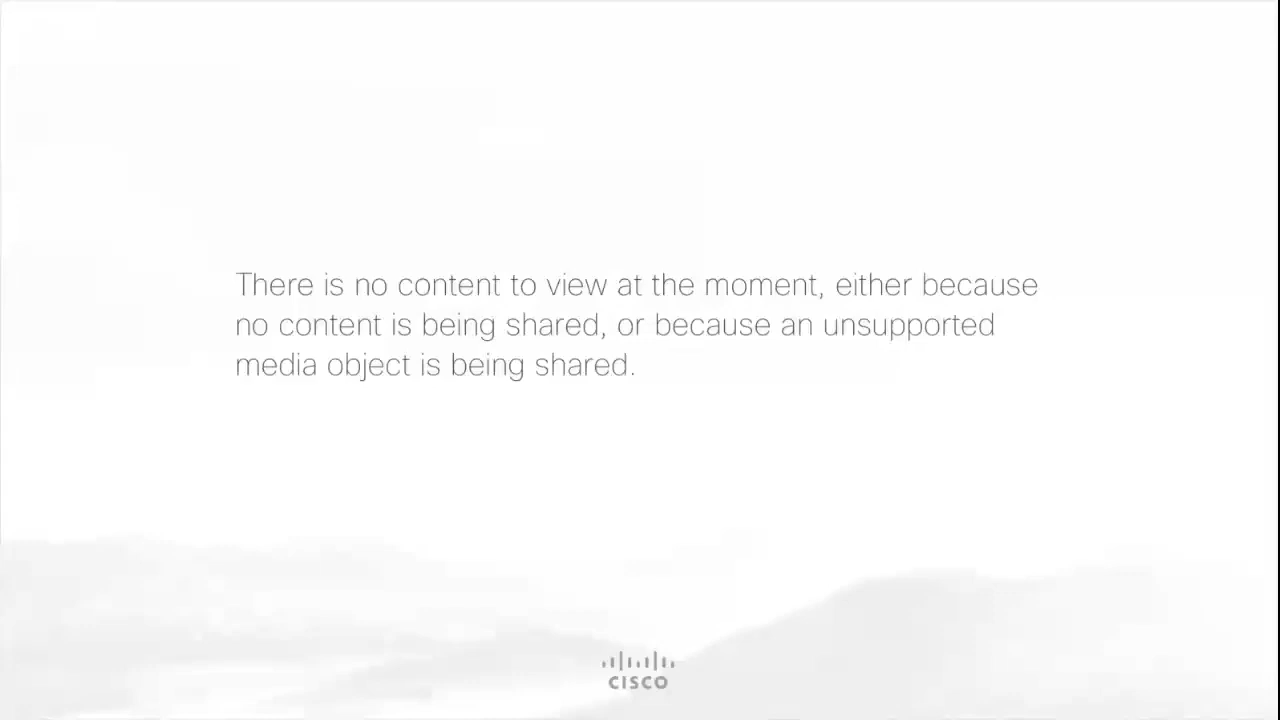 There is no content to view at the moment, either because
no content is being shared, or because an unsupported
media object is being shared.
CISCO